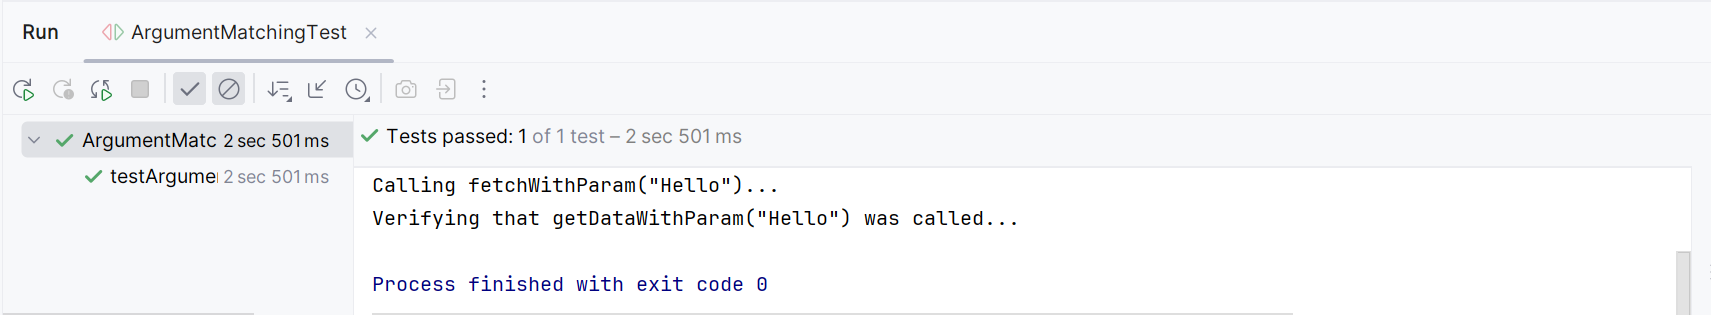 Run ArgumentMatchingTest
ArgumentMatc 2 sec 501 ms
testArgume 2 sec 501 ms
Tests passed: 1 of 1 test – 2 sec 501 ms
Calling fetchWithParam("Hello")...
Verifying that getDataWithParam("Hello") was called...
Process finished with exit code 0